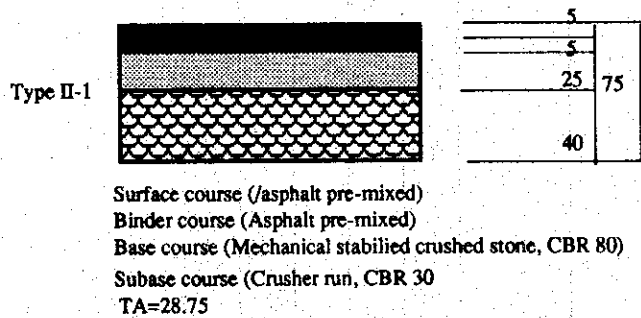 5
5
Type II-1
25 75
40
Surface course (/asphalt pre-mixed)
Binder course (Asphalt pre-mixed)
Base course (Mechanical stabilied crushed stone, CBR 80)
Subase course (Crusher run, CBR 30
TA=28.75